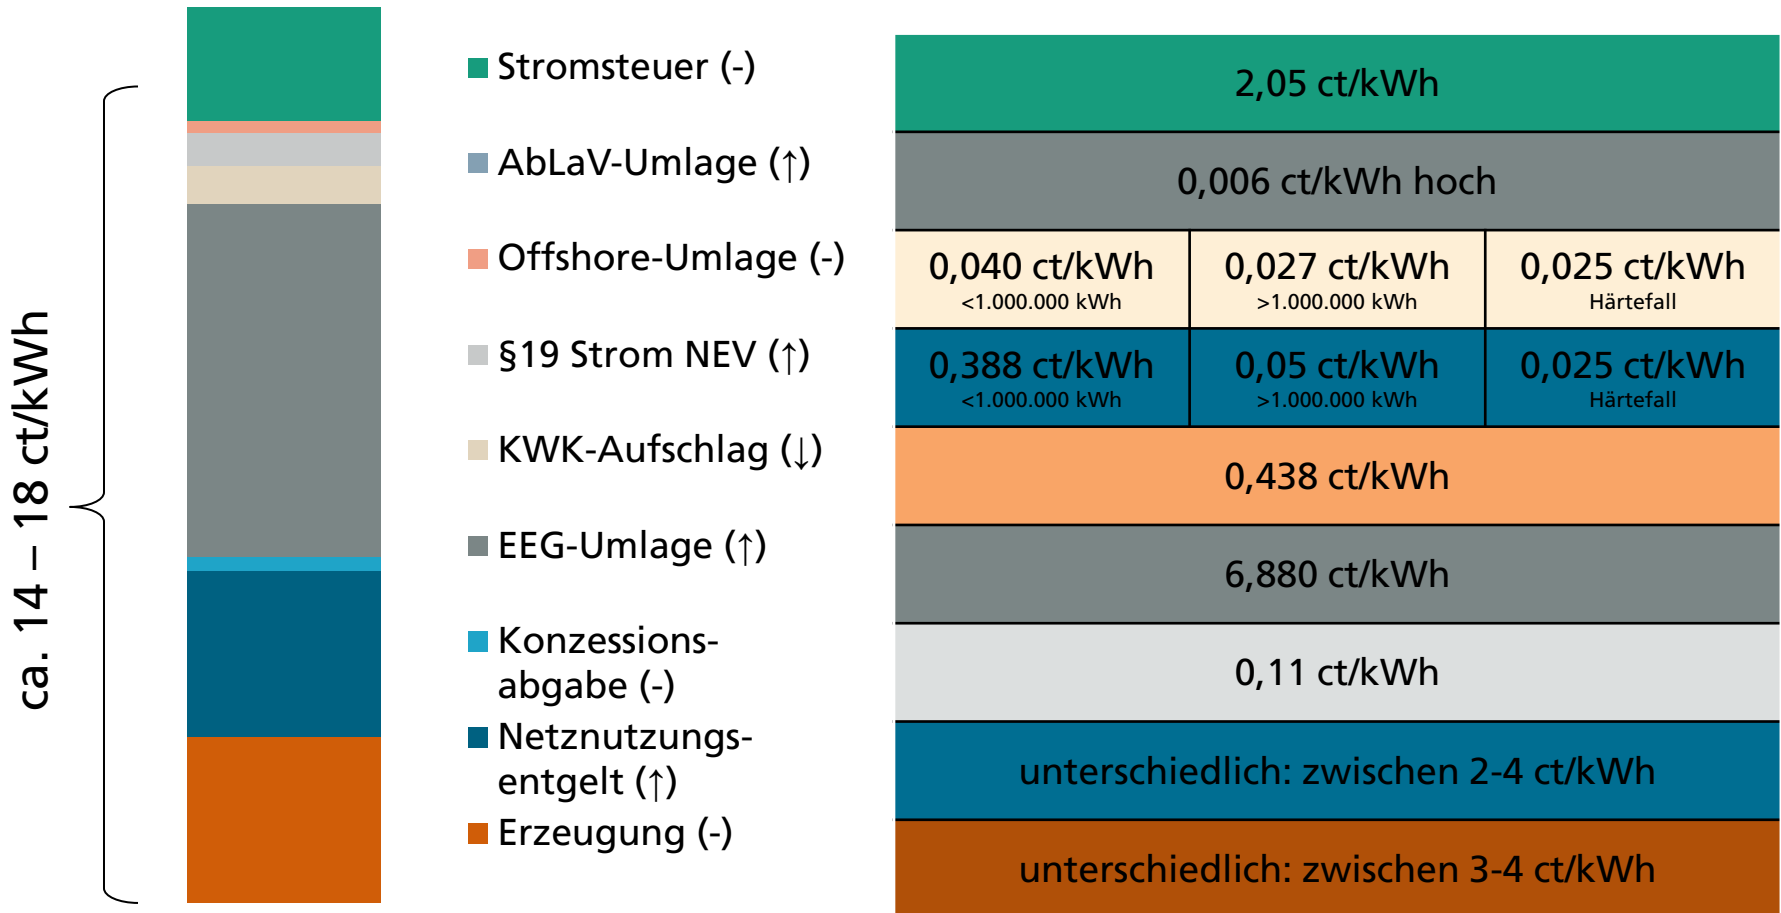 ca. 14 – 18 ct/kWh
Stromsteuer (-)
AbLaV-Umlage (↑)
Offshore-Umlage (-)
§19 Strom NEV (↑)
KWK-Aufschlag (↓)
EEG-Umlage (↑)
Konzessions-
abgabe (-)
Netznutzungs-
entgelt (↑)
Erzeugung (-)
2,05 ct/kWh
0,006 ct/kWh hoch
0,040 ct/kWh 0,027 ct/kWh 0,025 ct/kWh
<1.000.000 kWh >1.000.000 kWh Härtefall
0,388 ct/kWh 0,05 ct/kWh 0,025 ct/kWh
<1.000.000 kWh >1.000.000 kWh Härtefall
0,438 ct/kWh
6,880 ct/kWh
0,11 ct/kWh
unterschiedlich: zwischen 2-4 ct/kWh
unterschiedlich: zwischen 3-4 ct/kWh